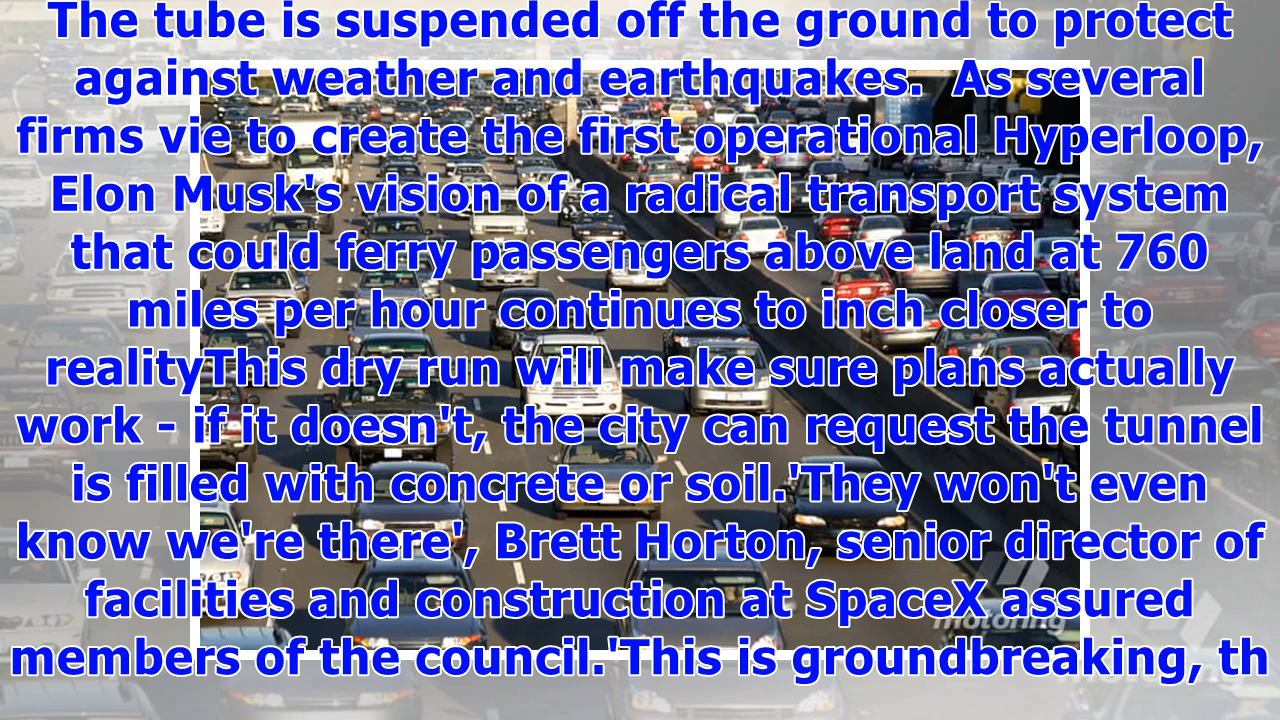 The tube is suspended off the ground to protect
against weather and earthquakes.  As several
firms vie to create the first operational Hyperloop,
Elon Musk's vision of a radical transport system
that could ferry passengers above land at 760
miles per hour continues to inch closer to
realityThis dry run will make sure plans actually
work - if it doesn't, the city can request the tunnel
is filled with concrete or soil.'They won't even
know we're there', Brett Horton, senior director of
facilities and construction at SpaceX assured
motoring
members of the council.'This is groundbreaking, th